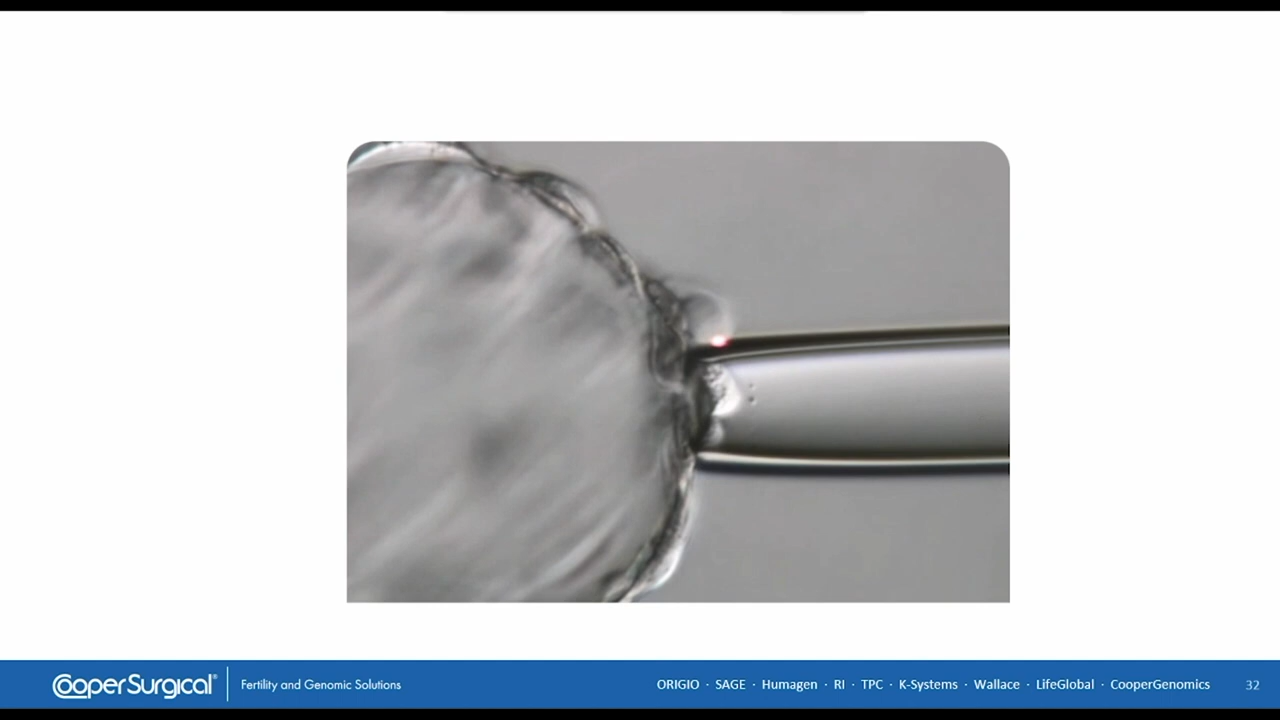 CooperSurgical® Fertility and Genomic Solutions ORIGIO · SAGE · Humagen · RI · TPC · K-Systems · Wallace · LifeGlobal · CooperGenomics 32